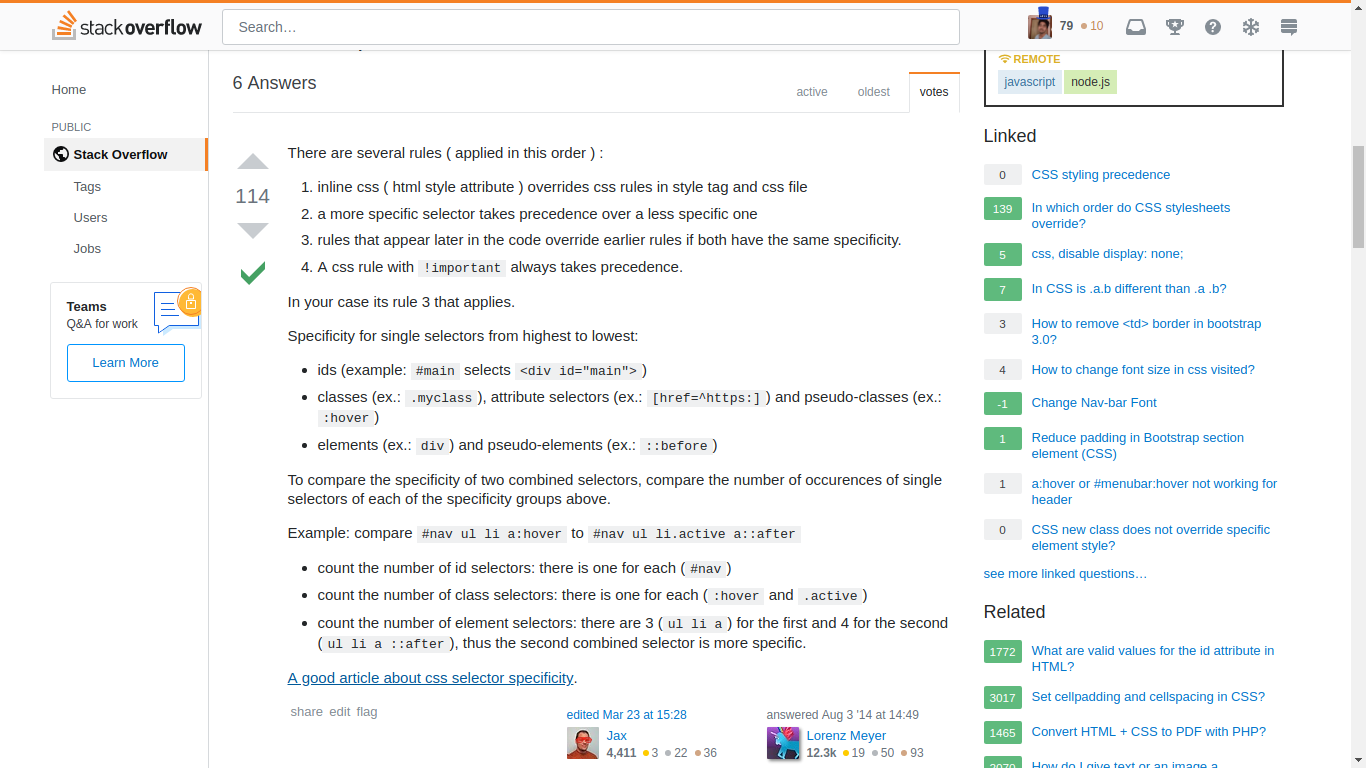 stackoverflow
Search…
79
10
Home
PUBLIC
Stack Overflow
Tags
Users
Jobs
Teams
Q&A for work
Learn More
6 Answers
active
oldest
votes
114
There are several rules ( applied in this order ) :
1. inline css ( html style attribute ) overrides css rules in style tag and css file
2. a more specific selector takes precedence over a less specific one
3. rules that appear later in the code override earlier rules if both have the same specificity.
4. A css rule with !important always takes precedence.
In your case its rule 3 that applies.
Specificity for single selectors from highest to lowest:
• ids (example: #main selects <div id="main"> )
• classes (ex.: .myclass ), attribute selectors (ex.: [href=^https:] ) and pseudo-classes (ex.:
:hover )
• elements (ex.: div ) and pseudo-elements (ex.: ::before )
To compare the specificity of two combined selectors, compare the number of occurences of single
selectors of each of the specificity groups above.
Example: compare #nav ul li a:hover to #nav ul li.active a::after
• count the number of id selectors: there is one for each ( #nav )
• count the number of class selectors: there is one for each ( :hover and .active )
• count the number of element selectors: there are 3 ( ul li a ) for the first and 4 for the second
( ul li a ::after ), thus the second combined selector is more specific.
A good article about css selector specificity.
share edit flag
edited Mar 23 at 15:28
Jax
4,411 3 22 36
answered Aug 3 '14 at 14:49
Lorenz Meyer
12.3k 19 50 93
REMOTE
javascript
node.js
Linked
0 CSS styling precedence
139 In which order do CSS stylesheets
override?
5 css, disable display: none;
7 In CSS is .a.b different than .a .b?
3 How to remove <td> border in bootstrap
3.0?
4 How to change font size in css visited?
-1 Change Nav-bar Font
1 Reduce padding in Bootstrap section
element (CSS)
1 a:hover or #menubar:hover not working for
header
0 CSS new class does not override specific
element style?
see more linked questions…
Related
1772 What are valid values for the id attribute in
HTML?
3017 Set cellpadding and cellspacing in CSS?
1465 Convert HTML + CSS to PDF with PHP?
How do I give text or an image a